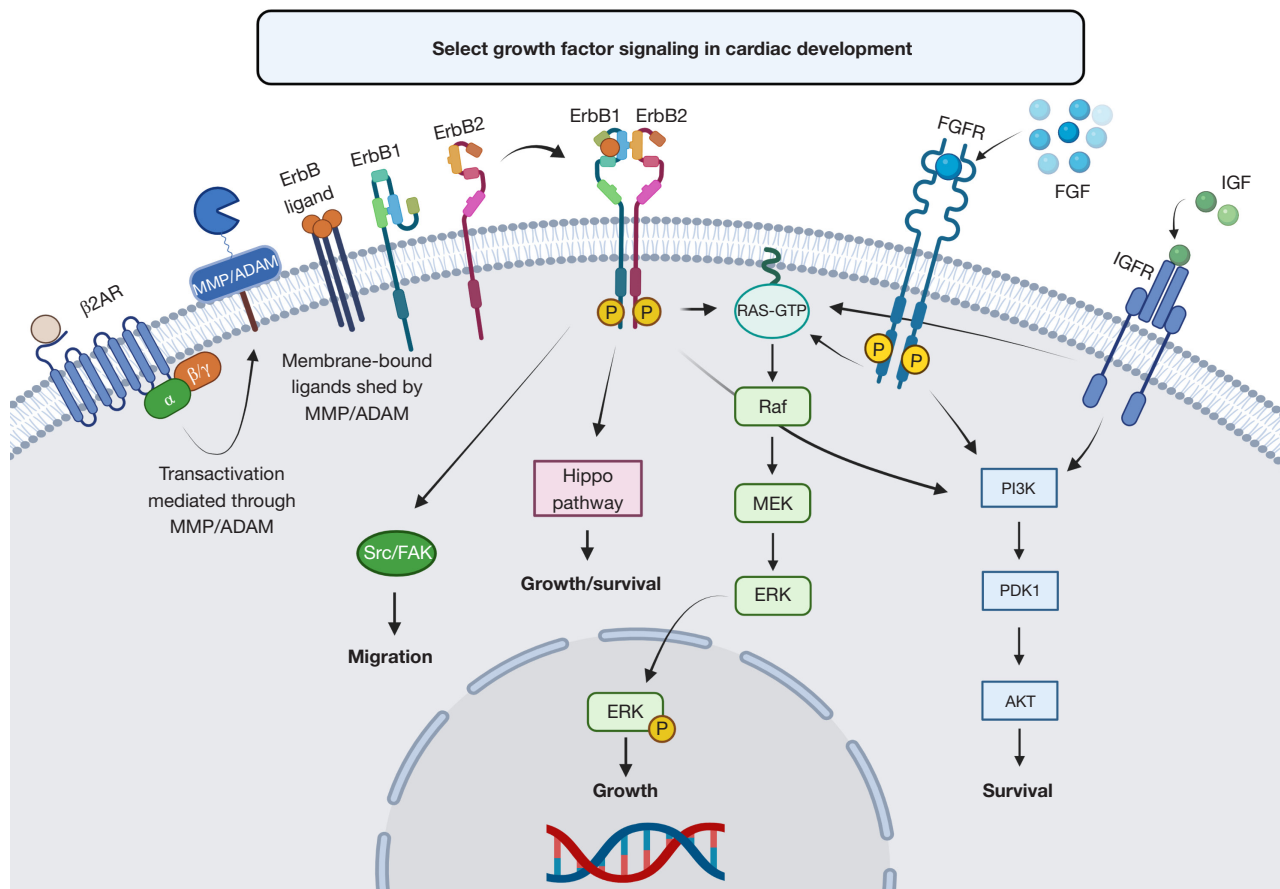 Select growth factor signaling in cardiac development
ErbB1
ErbB2
FGFR
FGF
IGF
ErbB2
ErbB1
ErbB
ligand
MMP/ADAM
β2AR
β/γ
α
Transactivation
mediated through
MMP/ADAM
Membrane-bound
ligands shed by
MMP/ADAM
P
P
RAS-GTP
P
P
IGFR
Raf
MEK
ERK
Hippo
pathway
Growth/survival
Src/FAK
Migration
PI3K
PDK1
AKT
Survival
ERK
P
Growth